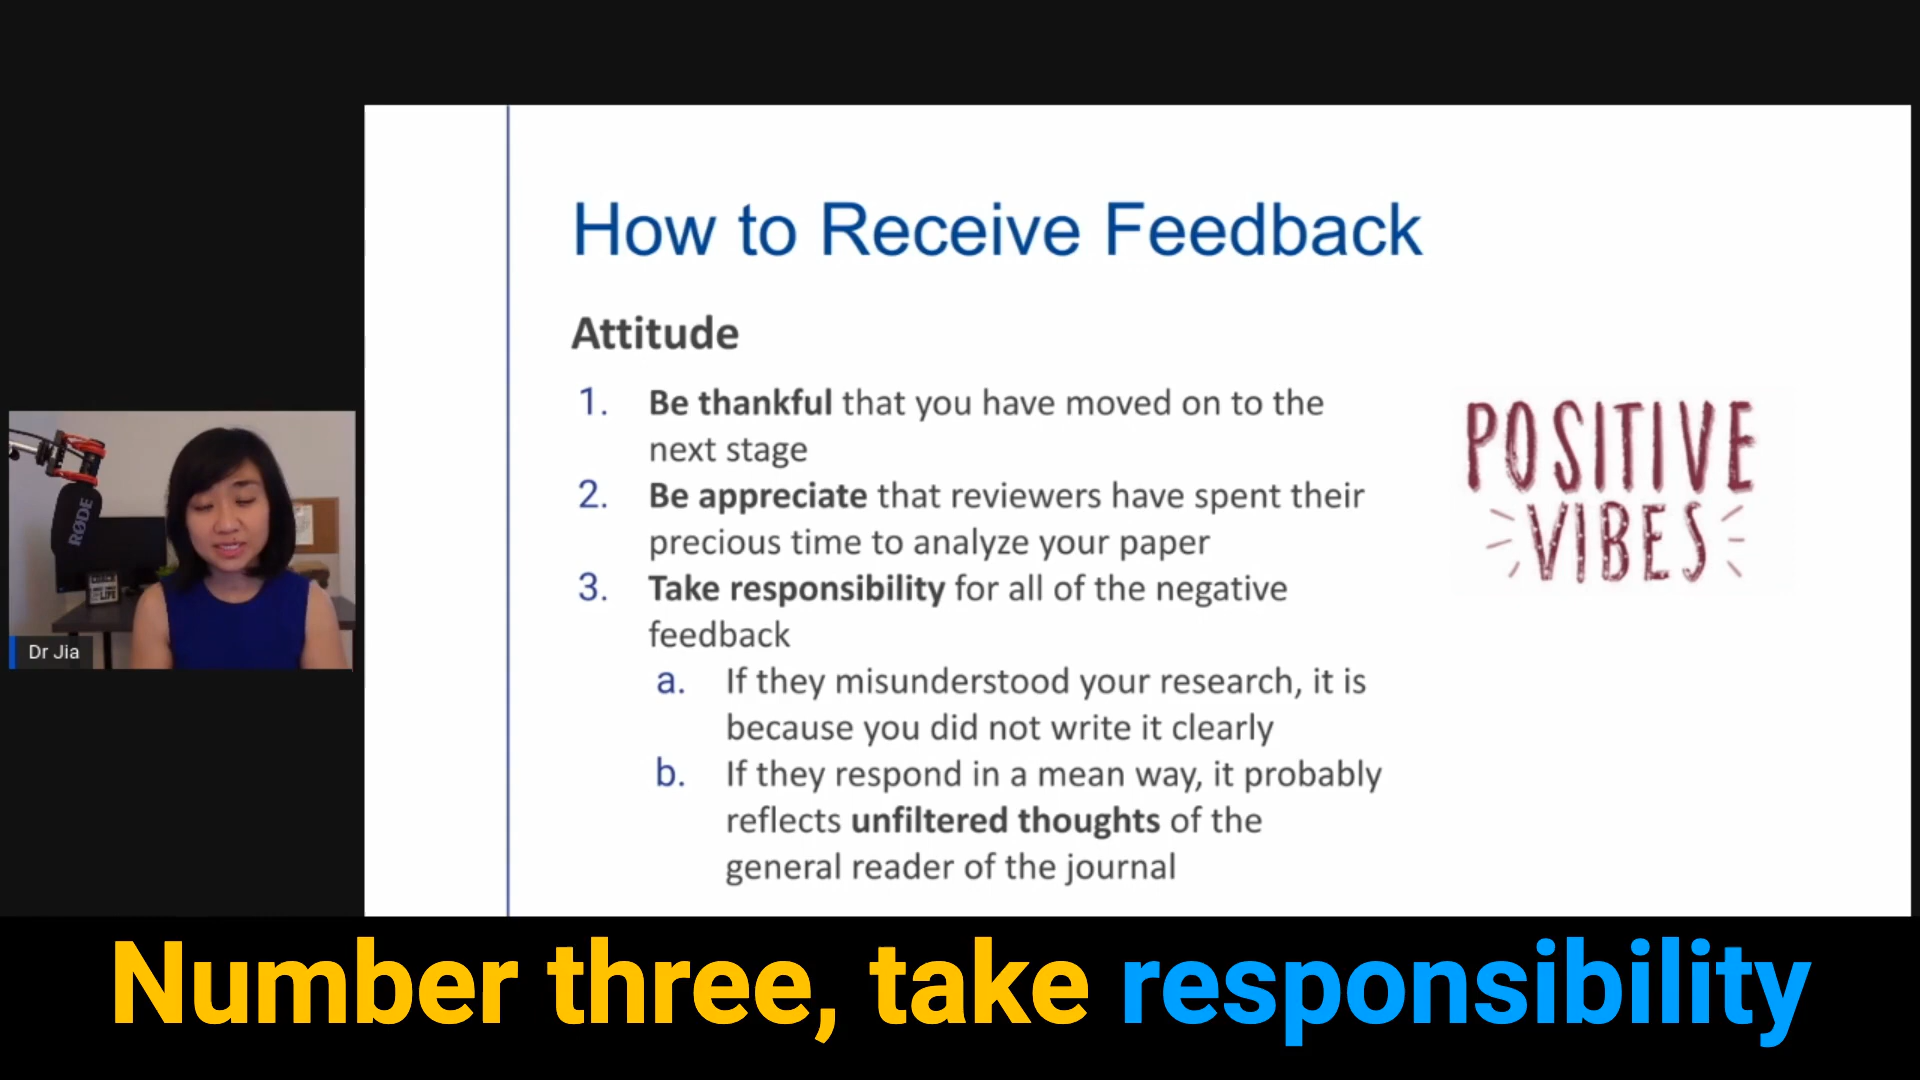 How to Receive Feedback
Attitude
1. Be thankful that you have moved on to the
next stage
2. Be appreciate that reviewers have spent their
precious time to analyze your paper
3. Take responsibility for all of the negative
feedback
a. If they misunderstood your research, it is
because you did not write it clearly
b. If they respond in a mean way, it probably
reflects unfiltered thoughts of the
general reader of the journal
POSITIVE
VIBES
RØDE
Dr Jia
Number three, take responsibility